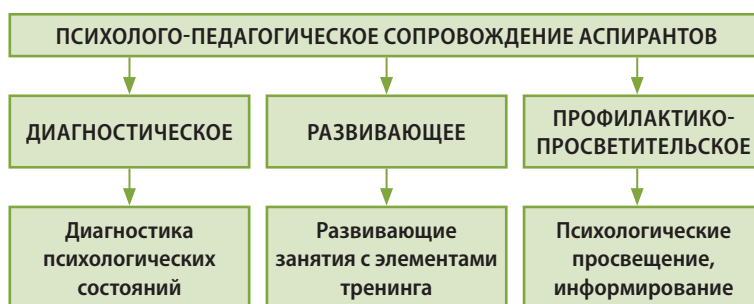 ПСИХОЛОГО-ПЕДАГОГИЧЕСКОЕ СОПРОВОЖДЕНИЕ АСПИРАНТОВ
ДИАГНОСТИЧЕСКОЕ
РАЗВИВАЮЩЕЕ
ПРОФИЛАКТИКО-
ПРОСВЕТИТЕЛЬСКОЕ
Диагностика
психологических
состояний
Развивающие
занятия с элементами
тренинга
Психологические
просвещение,
информирование